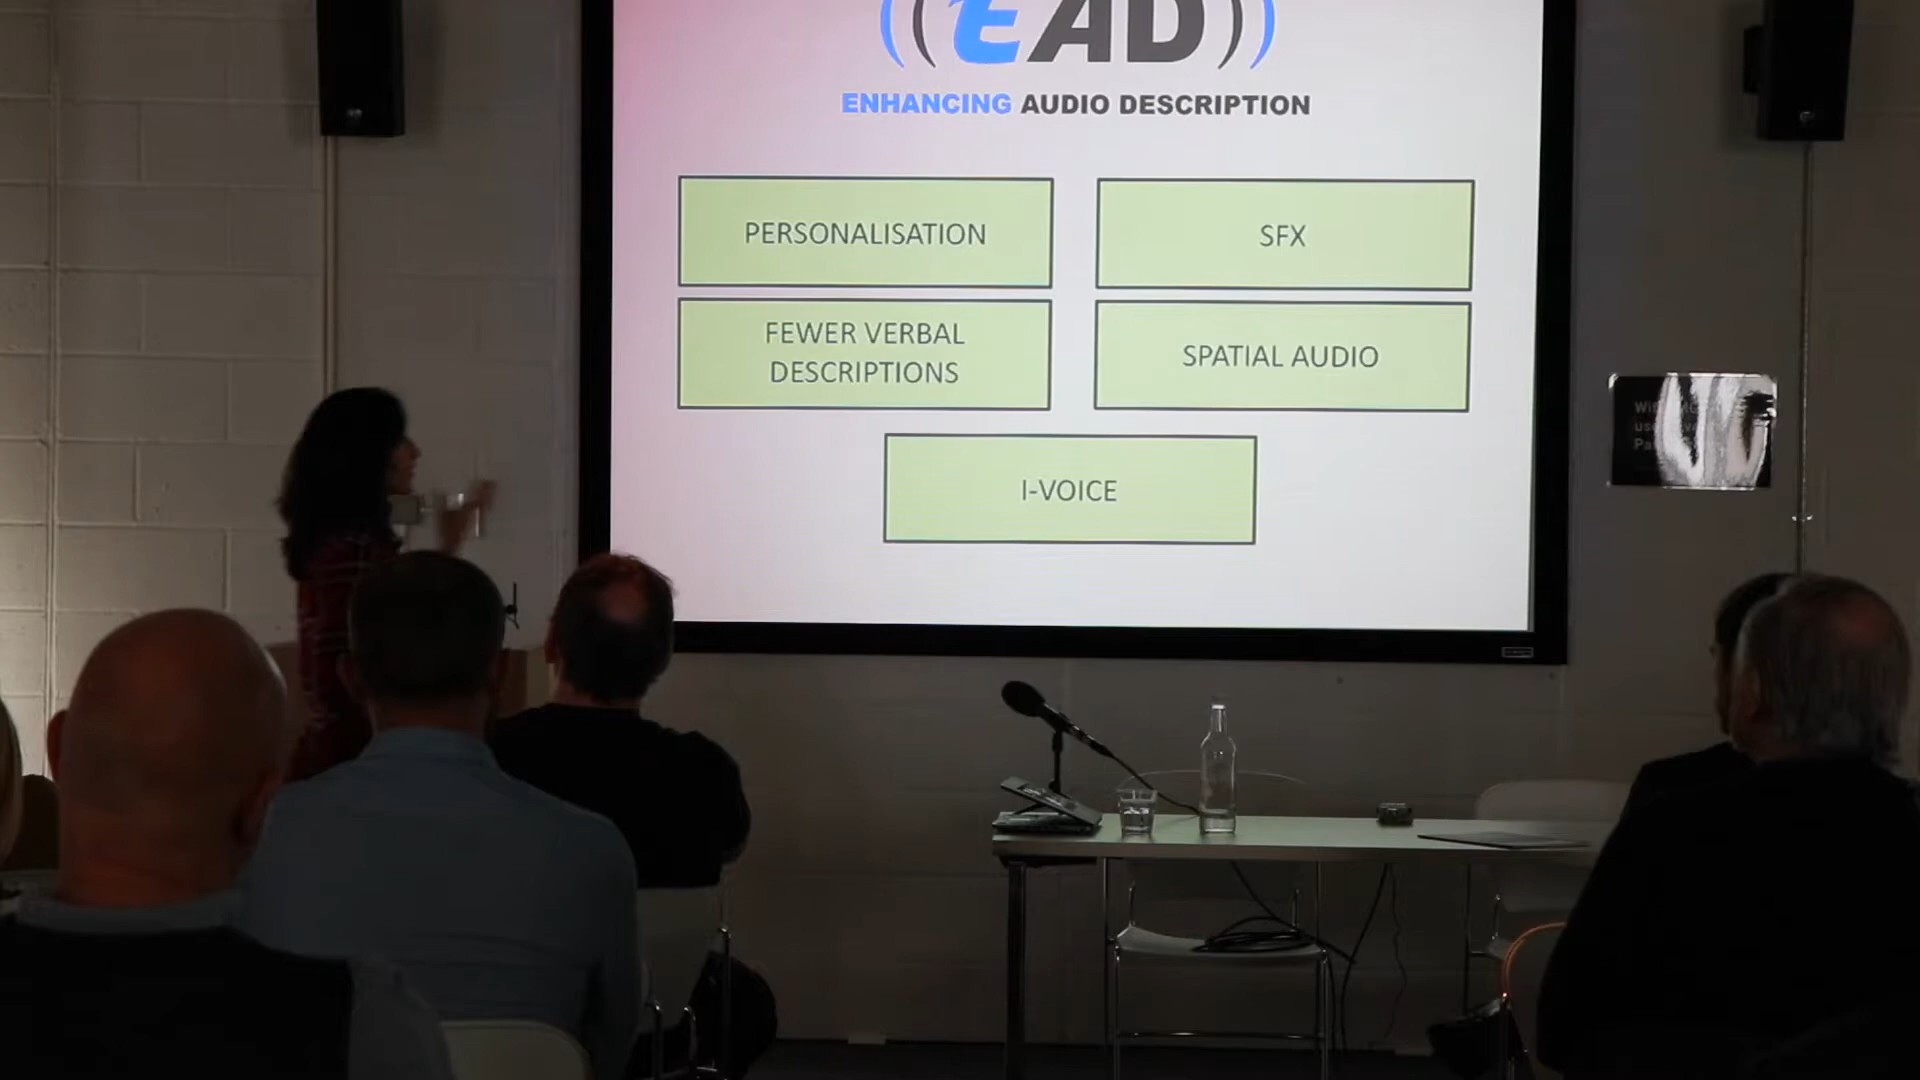 EAD
ENHANCING AUDIO DESCRIPTION
PERSONALISATION
SFX
FEWER VERBAL
DESCRIPTIONS
SPATIAL AUDIO
I-VOICE